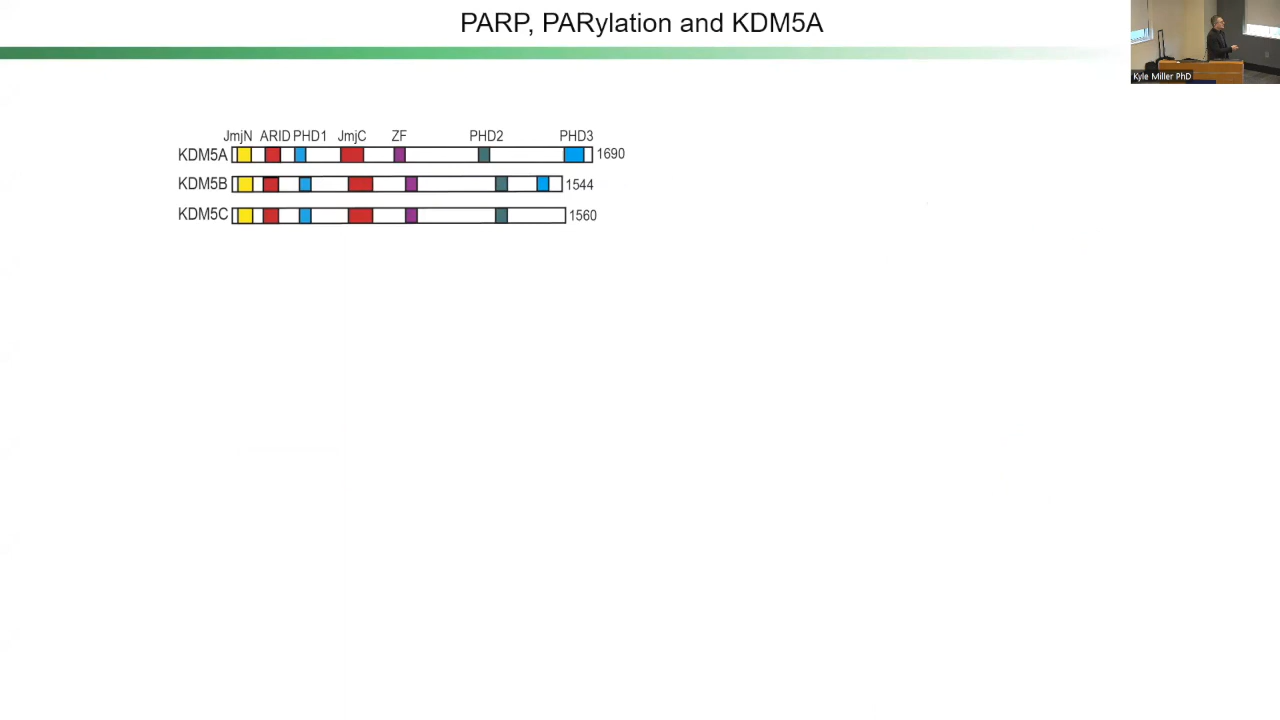 PARP, PARylation and KDM5A
Kyle Miller PhD
JmjN ARID PHD1 JmjC ZF PHD2 PHD3
KDM5A 1690
KDM5B 1544
KDM5C 1560